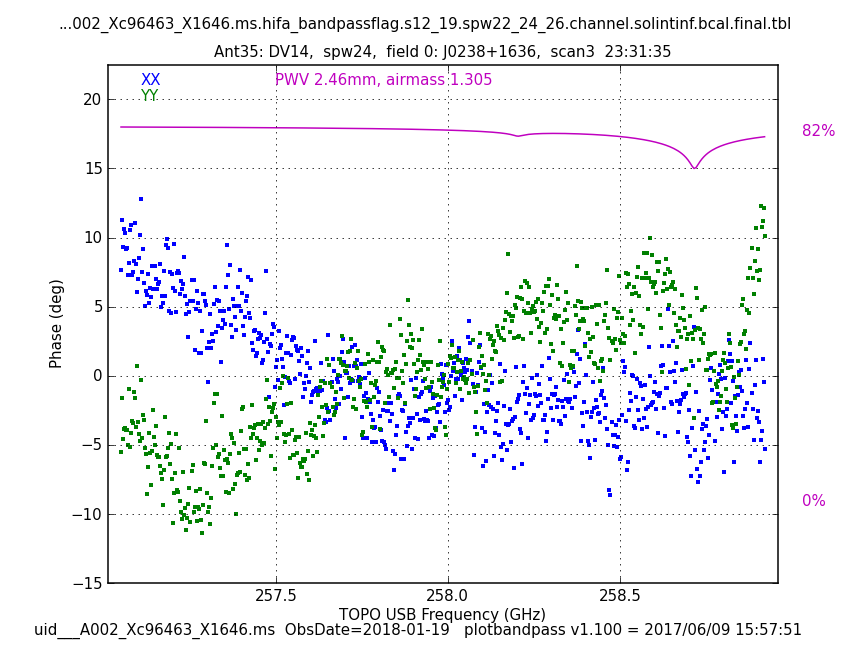 ...002_Xc96463_X1646.ms.hifa_bandpassflag.s12_19.spw22_24_26.channel.solintinf.bcal.final.tbl
Ant35: DV14, spw24, field 0: J0238+1636, scan3 23:31:35
XX
PWV 2.46mm, airmass 1.305
YY
20
82%
15
10
5
Phase (deg)
0
−5
−10
0%
−15
257.5
258.0
258.5
TOPO USB Frequency (GHz)
uid___A002_Xc96463_X1646.ms ObsDate=2018-01-19 plotbandpass v1.100 = 2017/06/09 15:57:51